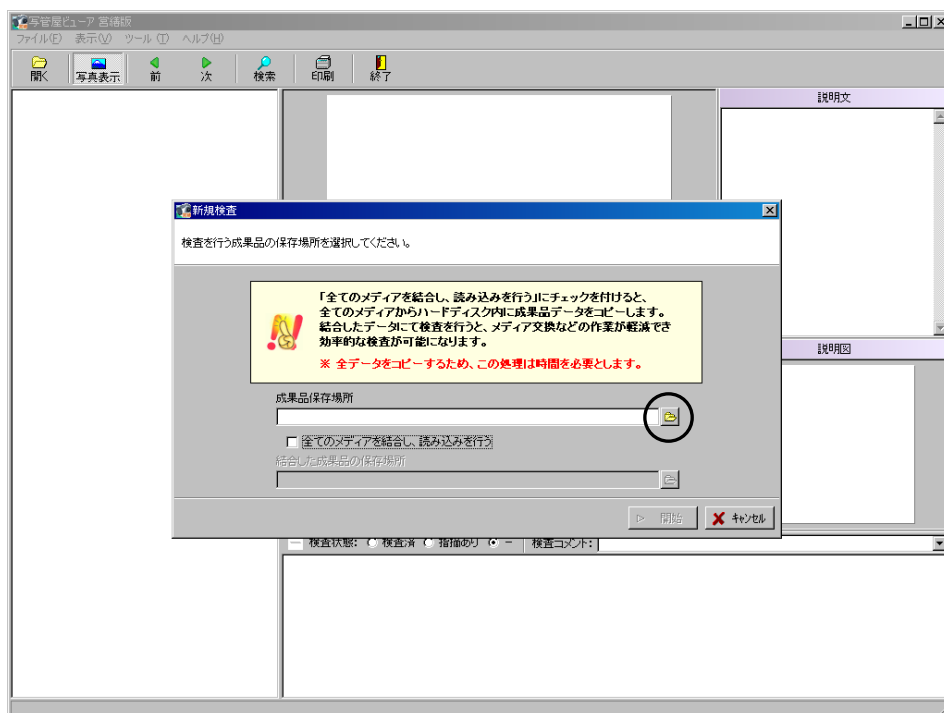 写管屋ビューア 営繕版
ファイル(F) 表示(V) ツール(T) ヘルプ(H)
開く 写真表示 前 次 検索 印刷 終了
説明文
新規検査
検査を行う成果品の保存場所を選択してください。
「全てのメディアを結合し、読み込みを行う」にチェックを付けると、
全てのメディアからハードディスク内に成果品データをコピーします。
結合したデータにて検査を行うと、メディア交換などの作業が軽減でき
効率的な検査が可能になります。
※ 全データをコピーするため、この処理は時間を必要とします。
説明図
成果品保存場所
全てのメディアを結合し、読み込みを行う
結合した成果品の保存場所
開始 キャンセル
検査状態: 検査済 指摘あり − 検査コメント: